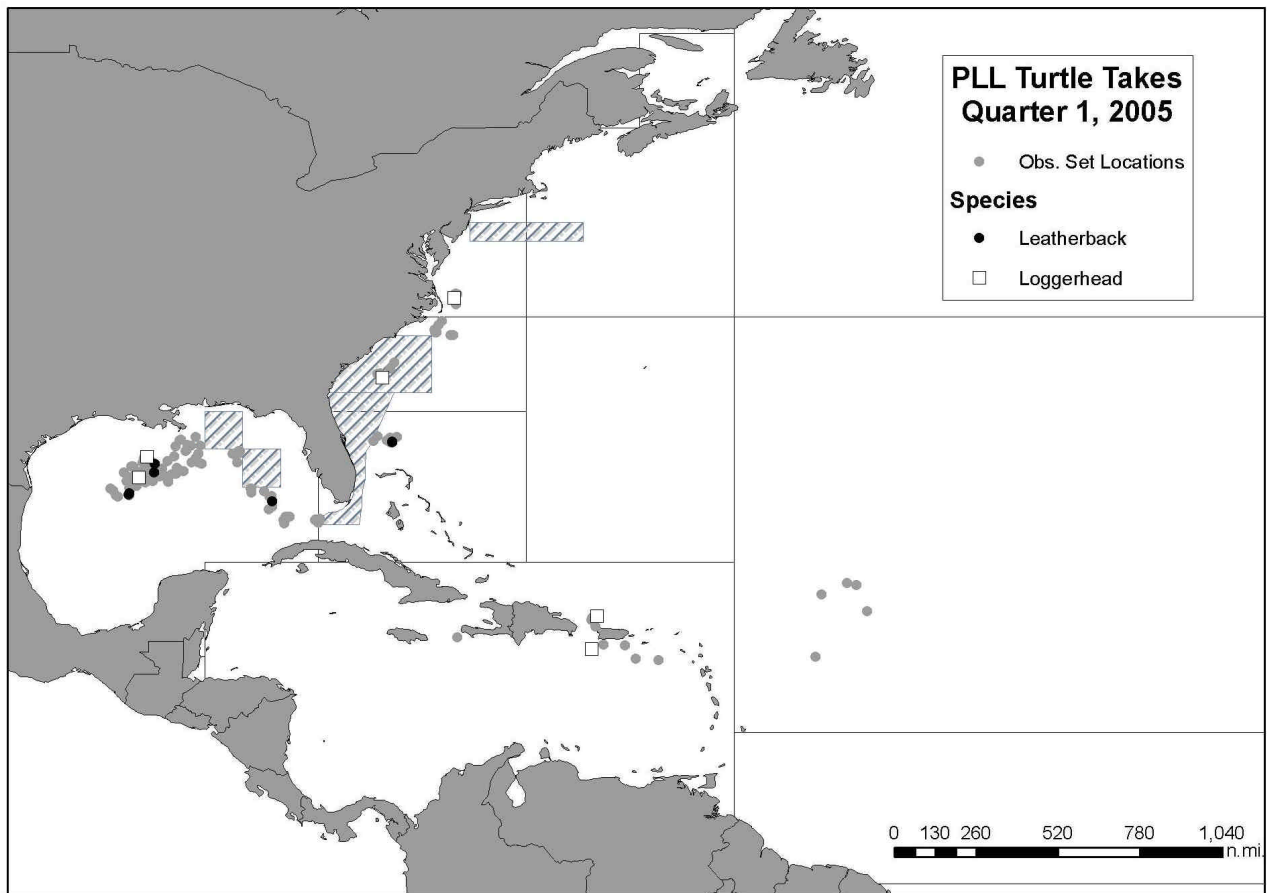 PLL Turtle Takes
Quarter 1, 2005
Obs. Set Locations
Species
Leatherback
Loggerhead
0 130 260 520 780 1,040
n.mi.